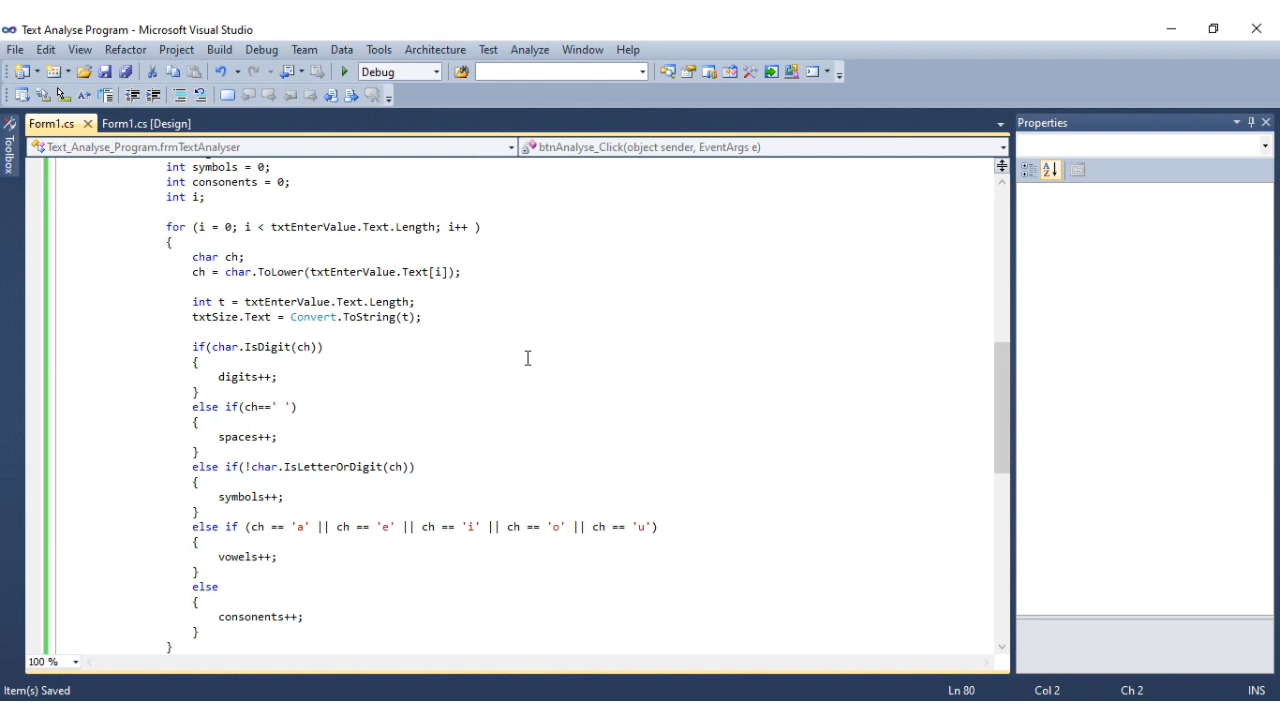 Text Analyse Program - Microsoft Visual Studio
File Edit View Refactor Project Build Debug Team Data Tools Architecture Test Analyze Window Help
Debug
Form1.cs Form1.cs [Design] Properties
Toolbox
Text_Analyse_Program.frmTextAnalyser btnAnalyse_Click(object sender, EventArgs e)
int symbols = 0;
int consonents = 0;
int i;
for (i = 0; i < txtEnterValue.Text.Length; i++ )
{
char ch;
ch = char.ToLower(txtEnterValue.Text[i]);
int t = txtEnterValue.Text.Length;
txtSize.Text = Convert.ToString(t);
if(char.IsDigit(ch))
{
digits++;
}
else if(ch==' ')
{
spaces++;
}
else if(!char.IsLetterOrDigit(ch))
{
symbols++;
}
else if (ch == 'a' || ch == 'e' || ch == 'i' || ch == 'o' || ch == 'u')
{
vowels++;
}
else
{
consonents++;
}
}
100 %
Item(s) Saved Ln 80 Col 2 Ch 2 INS